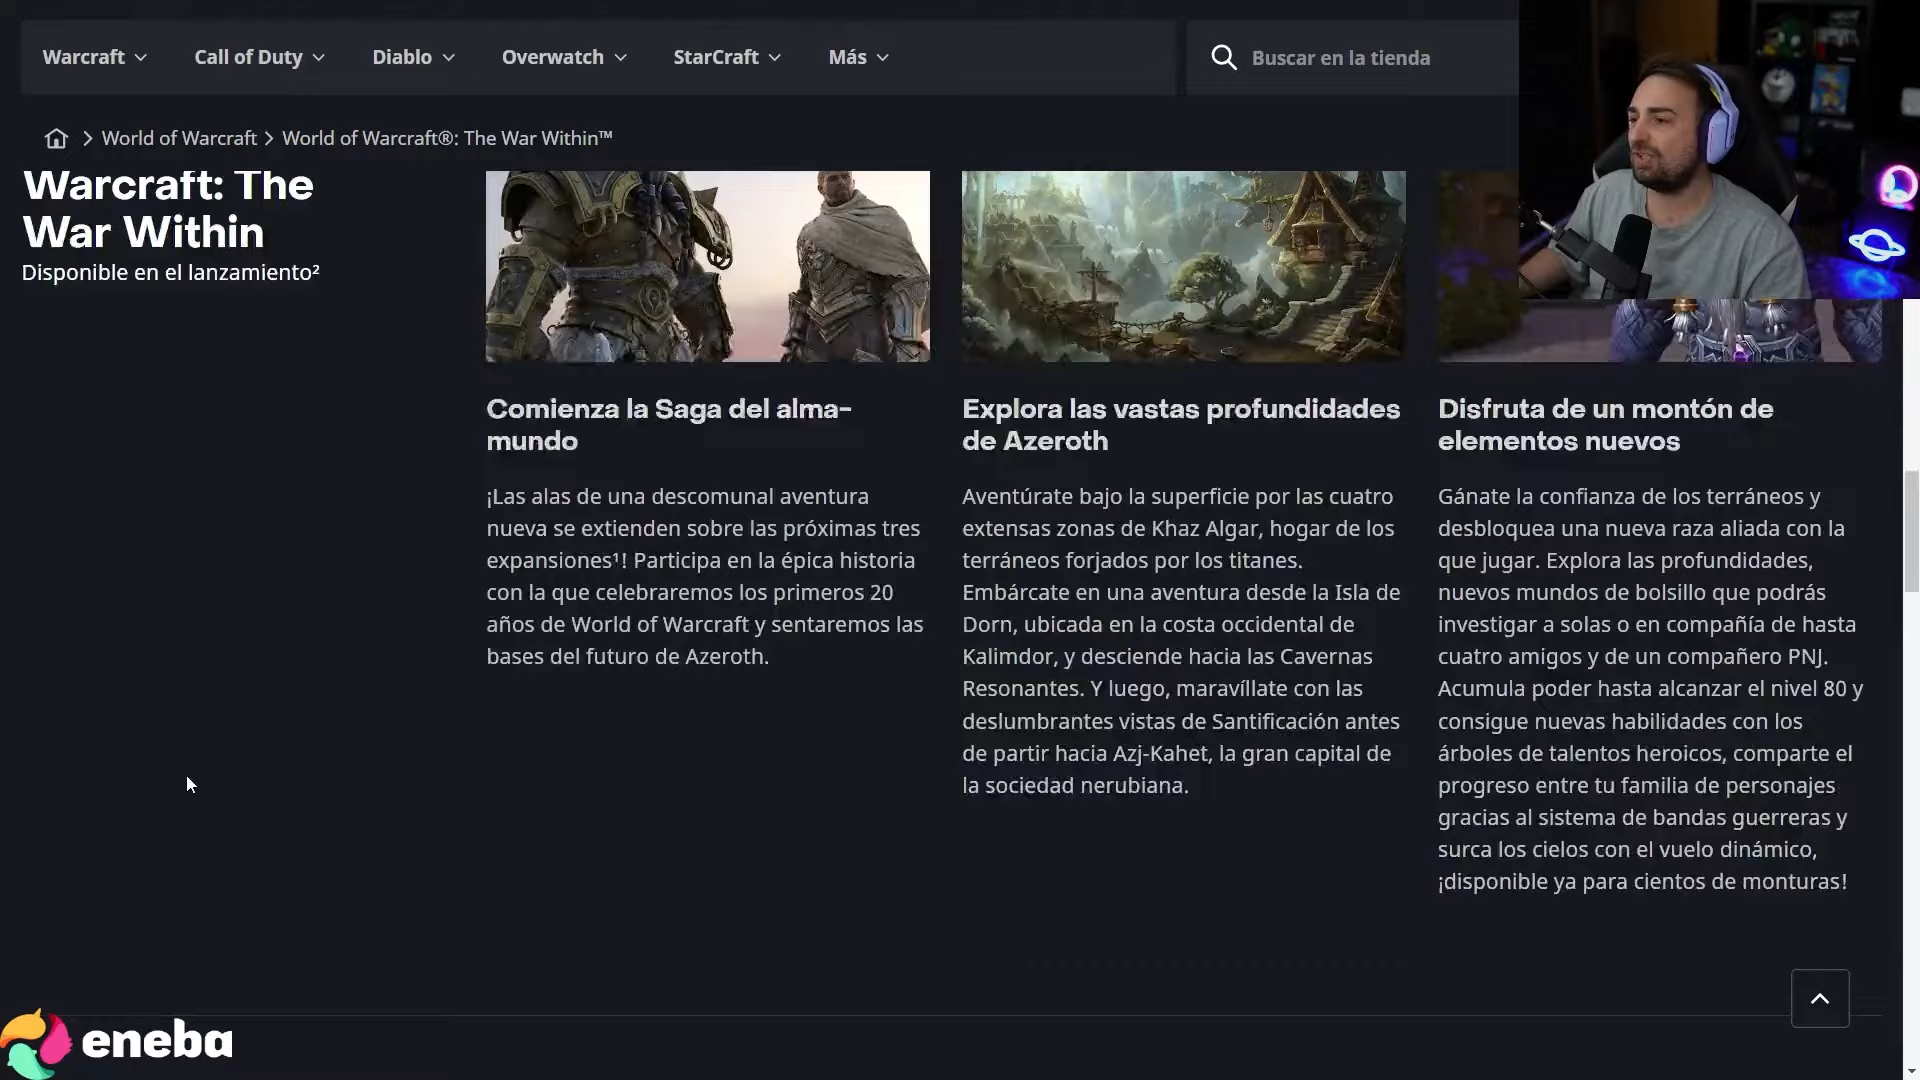 Warcraft
Call of Duty
Diablo
Overwatch
StarCraft
Más
Buscar en la tienda
World of Warcraft
World of Warcraft®: The War Within™
Warcraft: The
War Within
Disponible en el lanzamiento²
Comienza la Saga del alma-
mundo
¡Las alas de una descomunal aventura
nueva se extienden sobre las próximas tres
expansiones¹! Participa en la épica historia
con la que celebraremos los primeros 20
años de World of Warcraft y sentaremos las
bases del futuro de Azeroth.
Explora las vastas profundidades
de Azeroth
Aventúrate bajo la superficie por las cuatro
extensas zonas de Khaz Algar, hogar de los
terráneos forjados por los titanes.
Embárcate en una aventura desde la Isla de
Dorn, ubicada en la costa occidental de
Kalimdor, y desciende hacia las Cavernas
Resonantes. Y luego, maravíllate con las
deslumbrantes vistas de Santificación antes
de partir hacia Azj-Kahet, la gran capital de
la sociedad nerubiana.
Disfruta de un montón de
elementos nuevos
Gánate la confianza de los terráneos y
desbloquea una nueva raza aliada con la
que jugar. Explora las profundidades,
nuevos mundos de bolsillo que podrás
investigar a solas o en compañía de hasta
cuatro amigos y de un compañero PNJ.
Acumula poder hasta alcanzar el nivel 80 y
consigue nuevas habilidades con los
árboles de talentos heroicos, comparte el
progreso entre tu familia de personajes
gracias al sistema de bandas guerreras y
surca los cielos con el vuelo dinámico,
¡disponible ya para cientos de monturas!
eneba